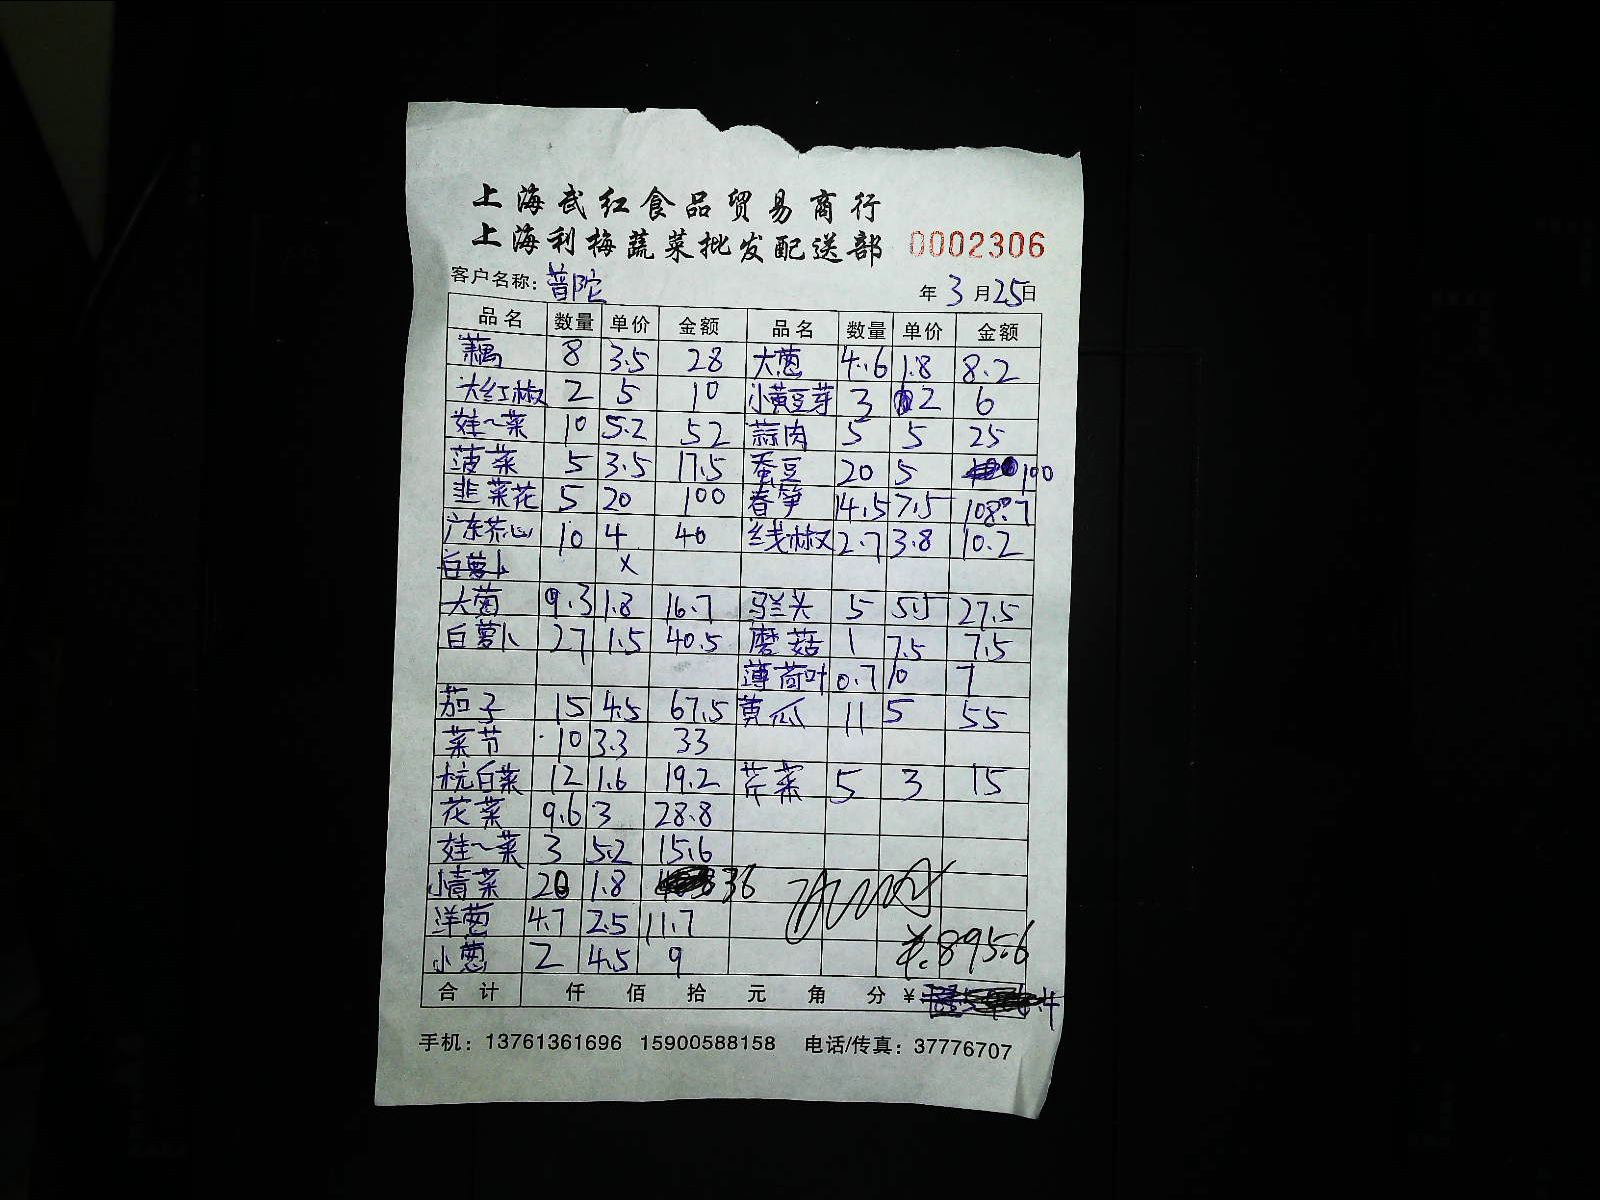 上海武红食品贸易商行
上海利梅蔬菜批发配送部 0002306
客户名称：普陀 年 3 月 25 日
品名 数量 单价 金额 品名 数量 单价 金额
藕 8 3.5 28 大葱 4.6 1.8 8.2
大红椒 2 5 10 小黄豆芽 3 2 6
娃~菜 10 5.2 52 蒜肉 5 5 25
菠菜 5 3.5 17.5 蚕豆 20 5 100
韭菜花 5 20 100 春笋 14.5 7.5 108.7
广东芥心 10 4 40 线椒 2.7 3.8 10.2
白萝卜 x
大葱 9.3 1.8 16.7 马兰头 5 5.5 27.5
白萝卜 27 1.5 40.5 磨菇 1 7.5 7.5
薄荷叶 0.7 10 7
茄子 15 4.5 67.5 黄瓜 11 5 55
菜节 10 3.3 33
杭白菜 12 1.6 19.2 芹菜 5 3 15
花菜 9.6 3 28.8
娃~菜 3 5.2 15.6
小青菜 20 1.8 36
洋葱 4.7 2.5 11.7
小葱 2 4.5 9 ¥.895.6
合计 仟 佰 拾 元 角 分 ¥
手机：13761361696 15900588158 电话/传真：37776707